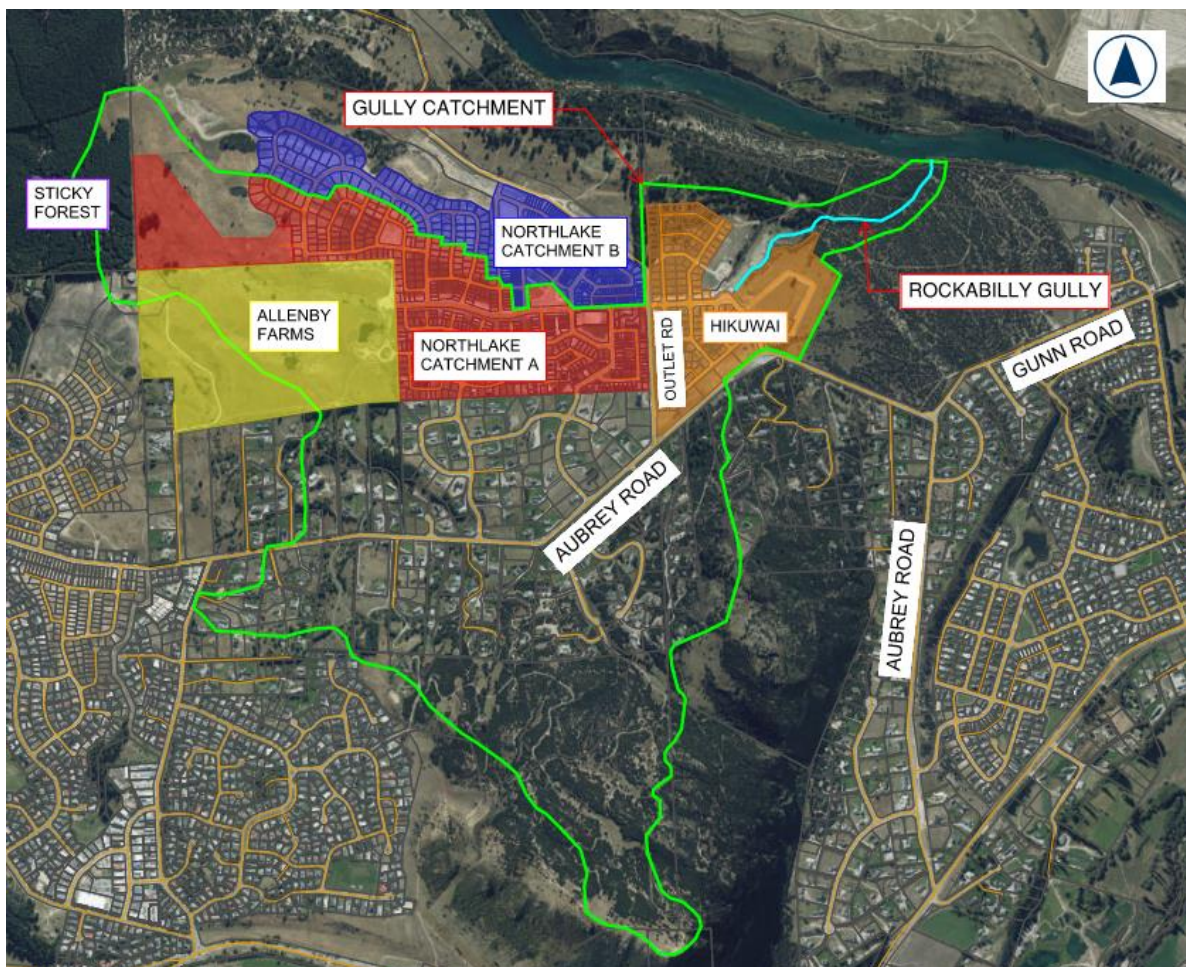 GULLY CATCHMENT
STICKY
FOREST
NORTHLAKE
CATCHMENT B
ALLENBY
FARMS
NORTHLAKE
CATCHMENT A
OUTLET RD
HIKUWAI
ROCKABILLY GULLY
GUNN ROAD
AUBREY ROAD
AUBREY ROAD